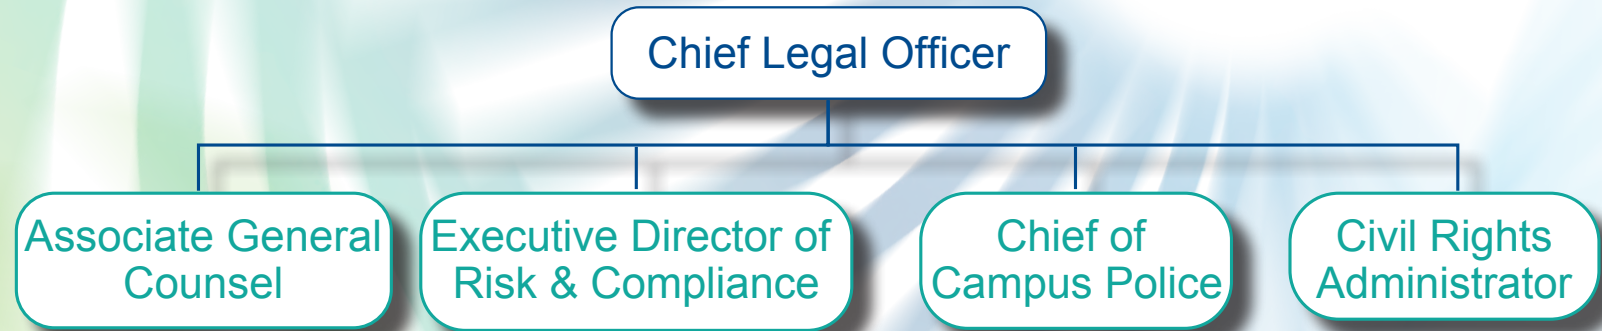 Chief Legal Officer
Associate General
Counsel
Executive Director of
Risk & Compliance
Chief of
Campus Police
Civil Rights
Administrator